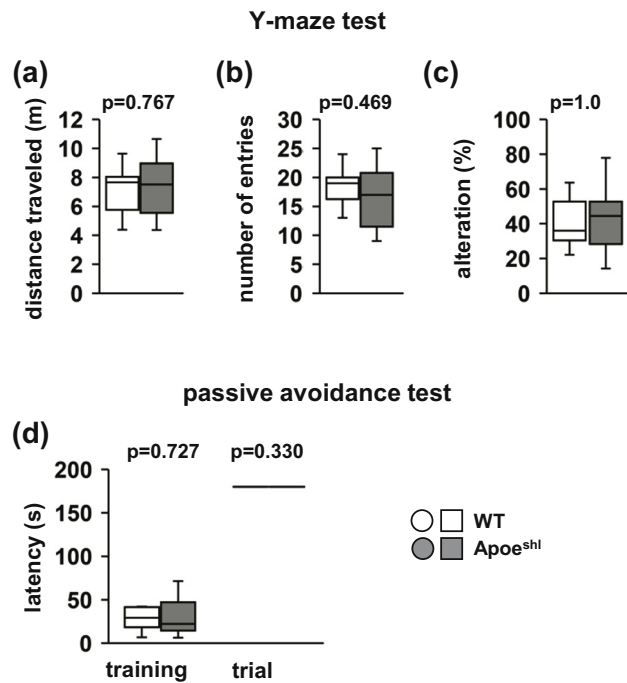 Y-maze test
(a)
p=0.767
distance traveled (m)
12
10
8
6
4
2
0
(b)
p=0.469
number of entries
30
25
20
15
10
5
0
(c)
p=1.0
alteration (%)
100
80
60
40
20
0
passive avoidance test
(d)
p=0.727 p=0.330
latency (s)
200
150
100
50
0
training trial
WT
Apoeshl